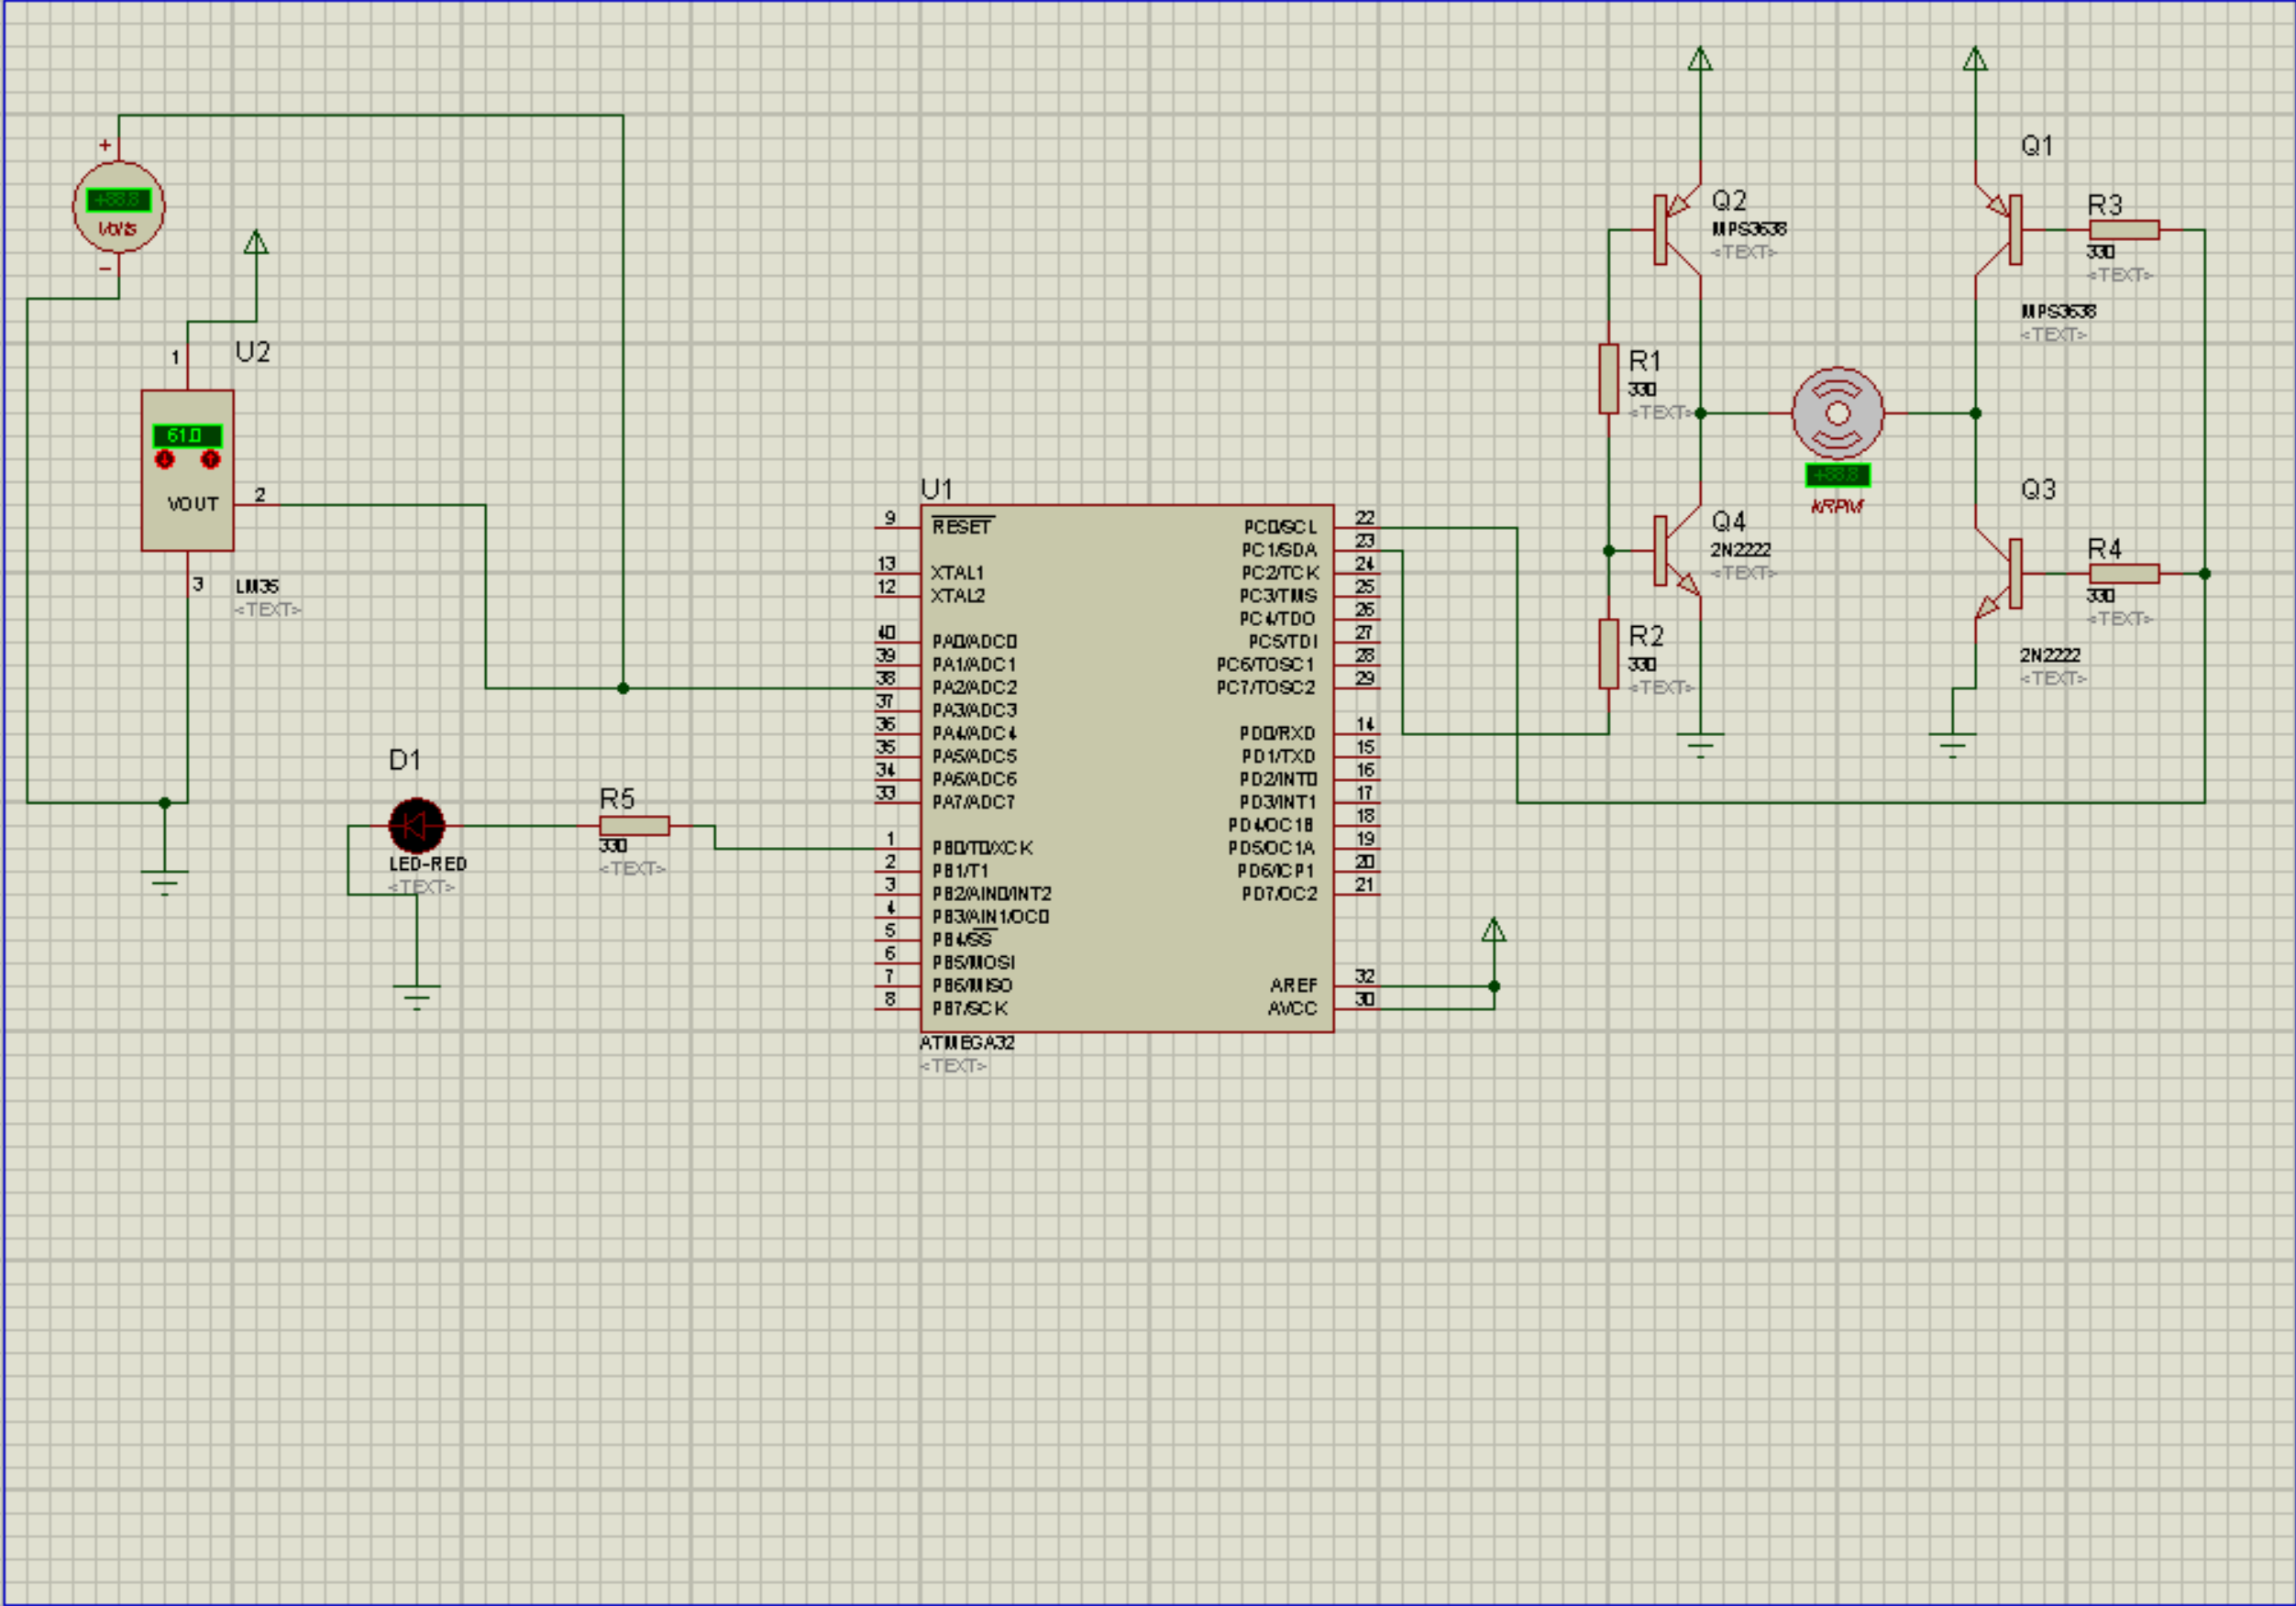 +
+88.8
Volts
−
1
U2
61.0
VOUT
2
3
LM35
<TEXT>
D1
LED-RED
<TEXT>
R5
330
<TEXT>
U1
9
RESET
13
XTAL1
12
XTAL2
40
PA0/ADC0
39
PA1/ADC1
38
PA2/ADC2
37
PA3/ADC3
36
PA4/ADC4
35
PA5/ADC5
34
PA6/ADC6
33
PA7/ADC7
1
PB0/T0/XCK
2
PB1/T1
3
PB2/AIN0/INT2
4
PB3/AIN1/OC0
5
PB4/SS
6
PB5/MOSI
7
PB6/MISO
8
PB7/SCK
PC0/SCL
22
PC1/SDA
23
PC2/TCK
24
PC3/TMS
25
PC4/TDO
26
PC5/TDI
27
PC6/TOSC1
28
PC7/TOSC2
29
PD0/RXD
14
PD1/TXD
15
PD2/INT0
16
PD3/INT1
17
PD4/OC1B
18
PD5/OC1A
19
PD6/ICP1
20
PD7/OC2
21
AREF
32
AVCC
30
ATMEGA32
<TEXT>
Q2
MPS3638
<TEXT>
R1
330
<TEXT>
Q4
2N2222
<TEXT>
R2
330
<TEXT>
+88.8
kRPM
Q1
MPS3638
<TEXT>
R3
330
<TEXT>
Q3
2N2222
<TEXT>
R4
330
<TEXT>